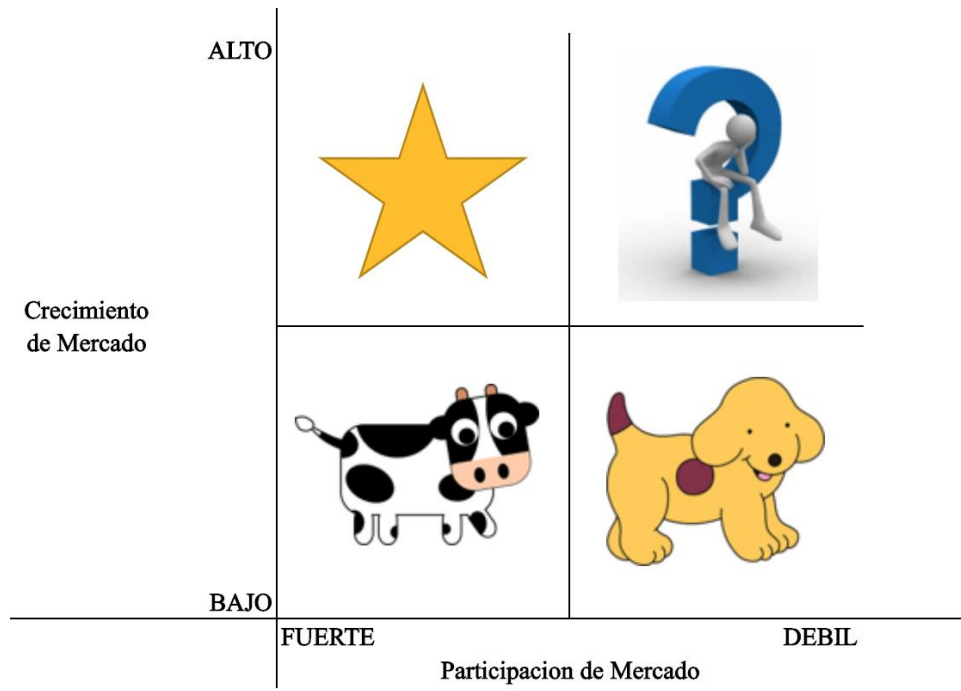 ALTO
Crecimiento
de Mercado
BAJO
FUERTE
DEBIL
Participacion de Mercado